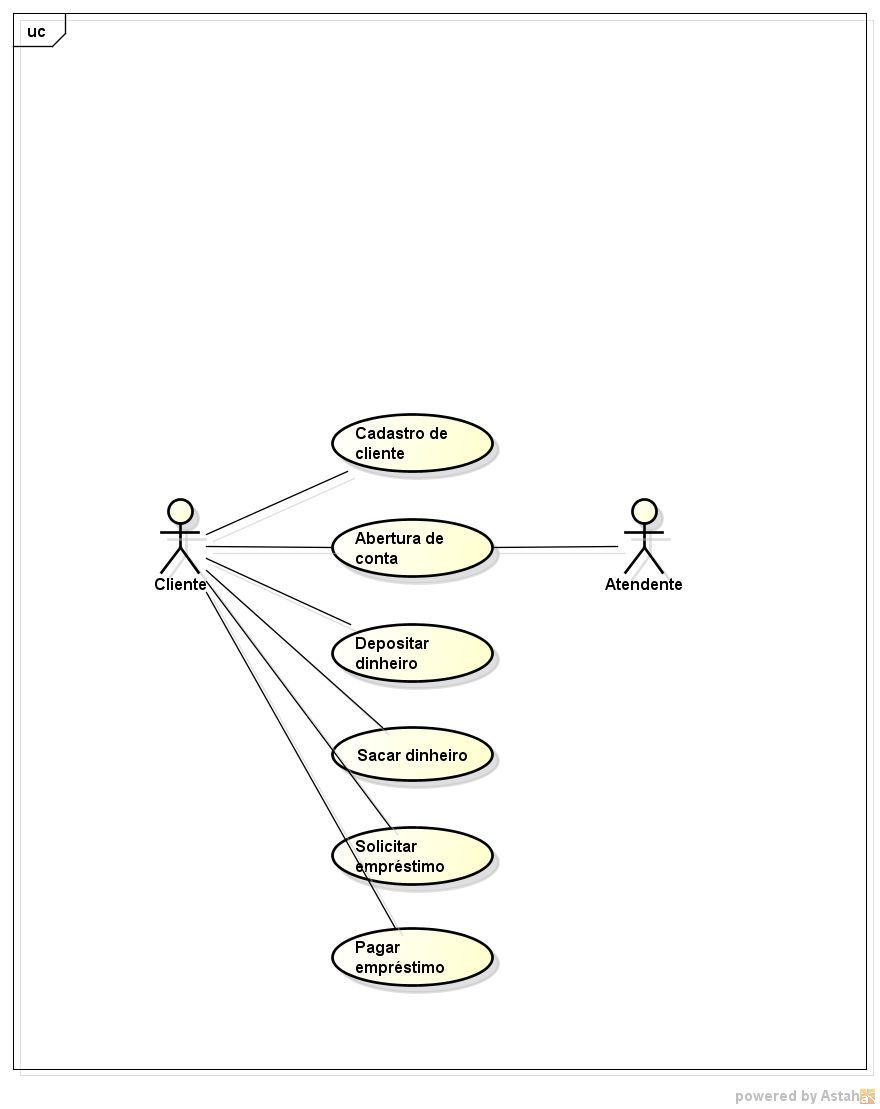 uc
Cadastro de
cliente
Abertura de
conta
Cliente
Atendente
Depositar
dinheiro
Sacar dinheiro
Solicitar
empréstimo
Pagar
empréstimo
powered by Astah